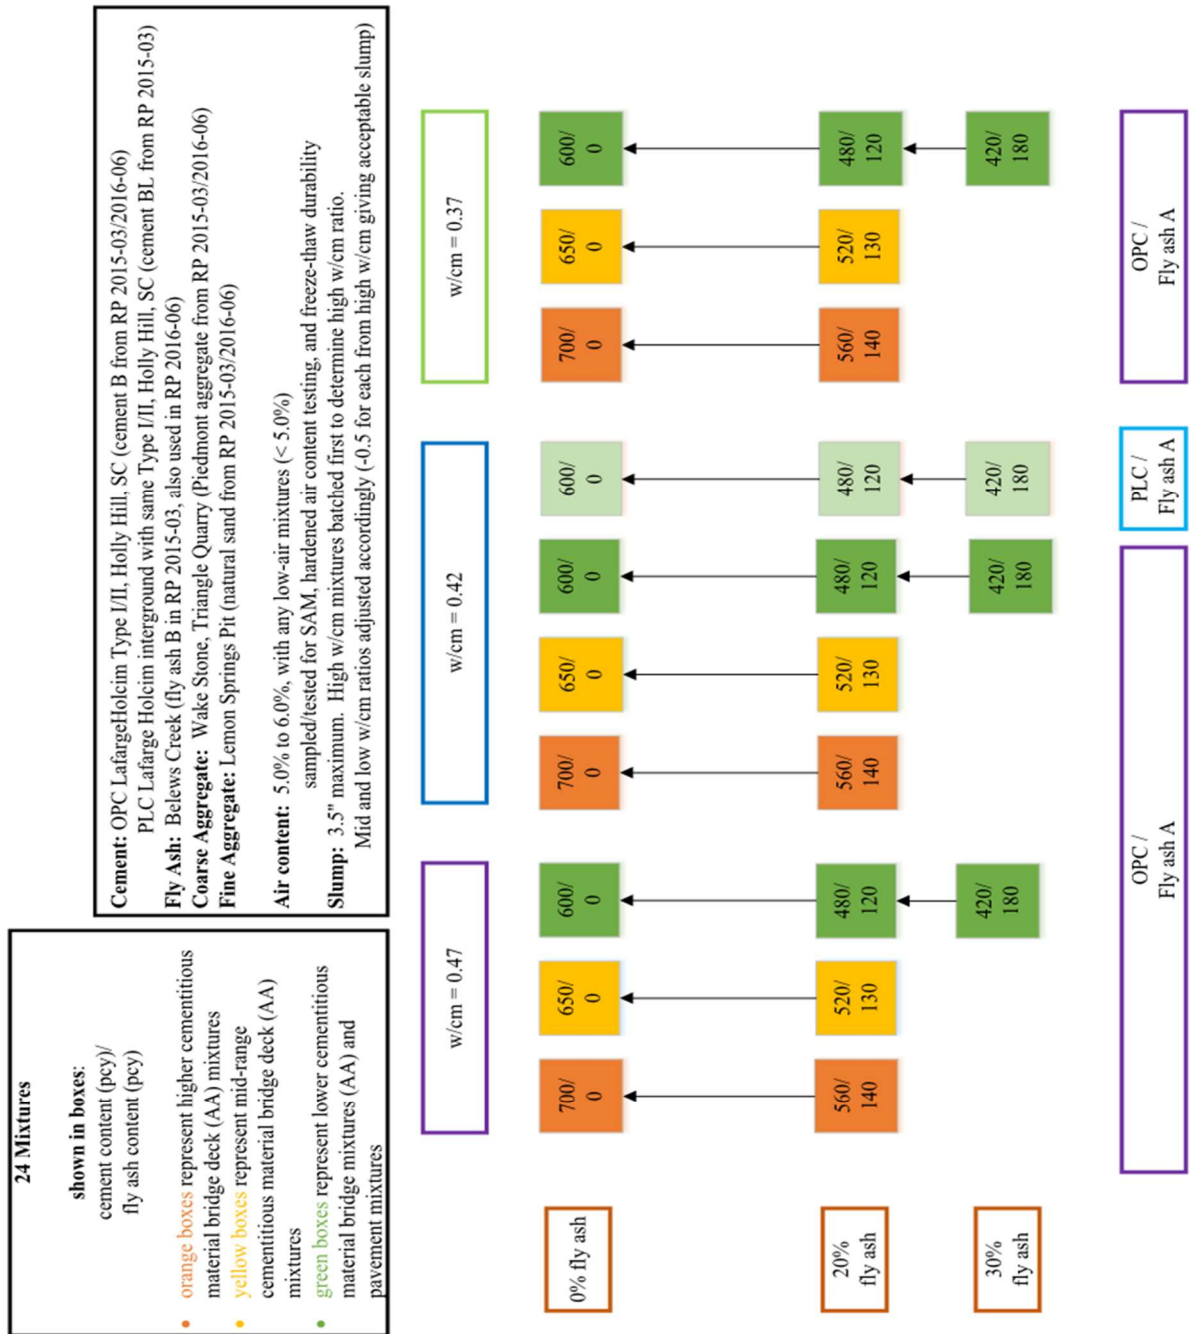 24 Mixtures
shown in boxes:
cement content (pcy)/
fly ash content (pcy)
• orange boxes represent higher cementitious
material bridge deck (AA) mixtures
• yellow boxes represent mid-range
cementitious material bridge deck (AA)
mixtures
• green boxes represent lower cementitious
material bridge mixtures (AA) and
pavement mixtures
Cement: OPC LafargeHolcim Type I/II, Holly Hill, SC (cement B from RP 2015-03/2016-06)
PLC Lafarge Holcim interground with same Type I/II, Holly Hill, SC (cement BL from RP 2015-03)
Fly Ash: Belews Creek (fly ash B in RP 2015-03, also used in RP 2016-06)
Coarse Aggregate: Wake Stone, Triangle Quarry (Piedmont aggregate from RP 2015-03/2016-06)
Fine Aggregate: Lemon Springs Pit (natural sand from RP 2015-03/2016-06)
Air content: 5.0% to 6.0%, with any low-air mixtures (< 5.0%)
sampled/tested for SAM, hardened air content testing, and freeze-thaw durability
Slump: 3.5" maximum. High w/cm mixtures batched first to determine high w/cm ratio.
Mid and low w/cm ratios adjusted accordingly (-0.5 for each from high w/cm giving acceptable slump)
w/cm = 0.47
w/cm = 0.42
w/cm = 0.37
0% fly ash
700/
0
650/
0
600/
0
700/
0
650/
0
600/
0
600/
0
700/
0
650/
0
600/
0
20%
fly ash
560/
140
520/
130
480/
120
560/
140
520/
130
480/
120
480/
120
560/
140
520/
130
480/
120
30%
fly ash
420/
180
420/
180
420/
180
420/
180
OPC /
Fly ash A
PLC /
Fly ash A
OPC /
Fly ash A